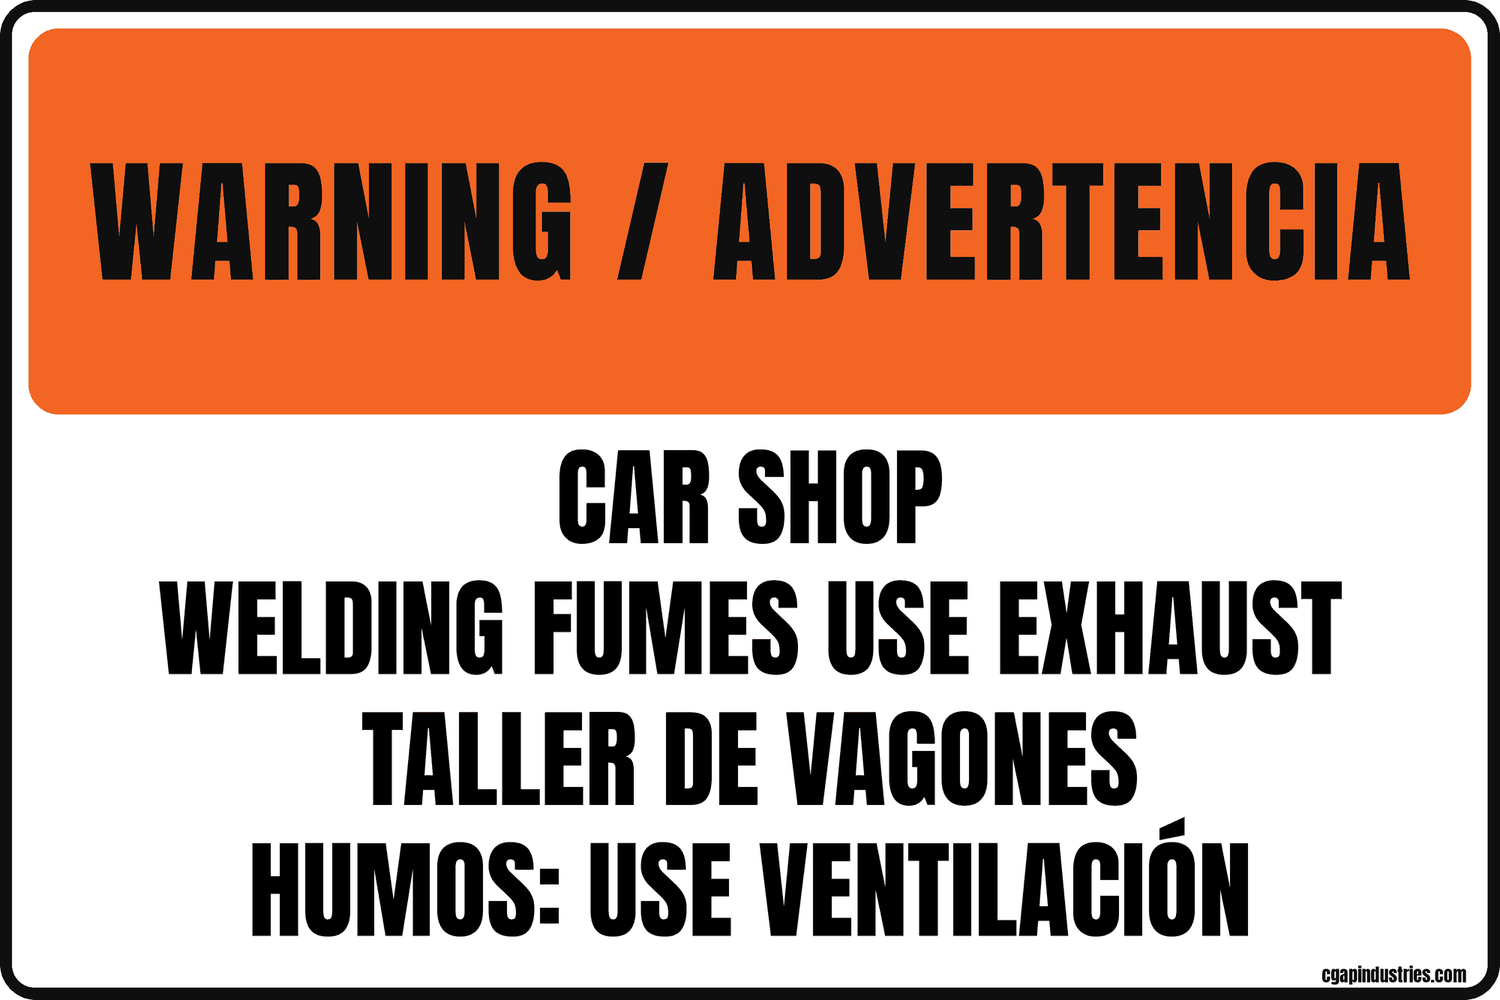 WARNING / ADVERTENCIA
CAR SHOP
WELDING FUMES USE EXHAUST
TALLER DE VAGONES
HUMOS: USE VENTILACIÓN
cgapindustries.com